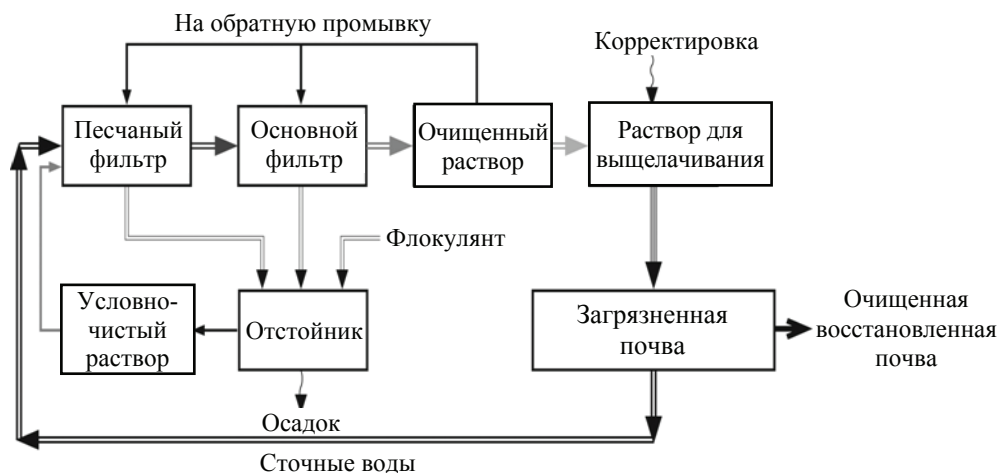 На обратную промывку
Корректировка
Песчаный
фильтр
Основной
фильтр
Очищенный
раствор
Раствор для
выщелачивания
Флокулянт
Условно-
чистый
раствор
Отстойник
Загрязненная
почва
Очищенная
восстановленная
почва
Осадок
Сточные воды